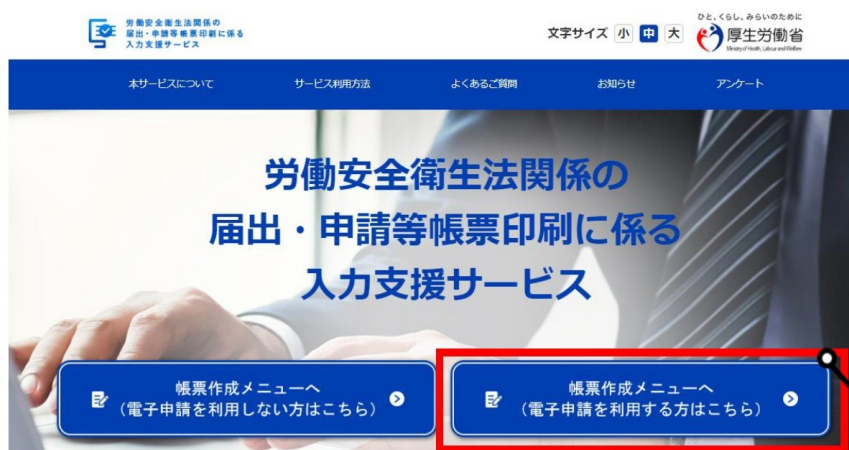 労働安全衛生法関係の
届出・申請等帳票印刷に係る
入力支援サービス
文字サイズ 小 中 大
ひと、くらし、みらいのために
厚生労働省
Ministry of Health, Labour and Welfare
本サービスについて サービス利用方法 よくあるご質問 お知らせ アンケート
労働安全衛生法関係の
届出・申請等帳票印刷に係る
入力支援サービス
帳票作成メニューへ
（電子申請を利用しない方はこちら）
帳票作成メニューへ
（電子申請を利用する方はこちら）